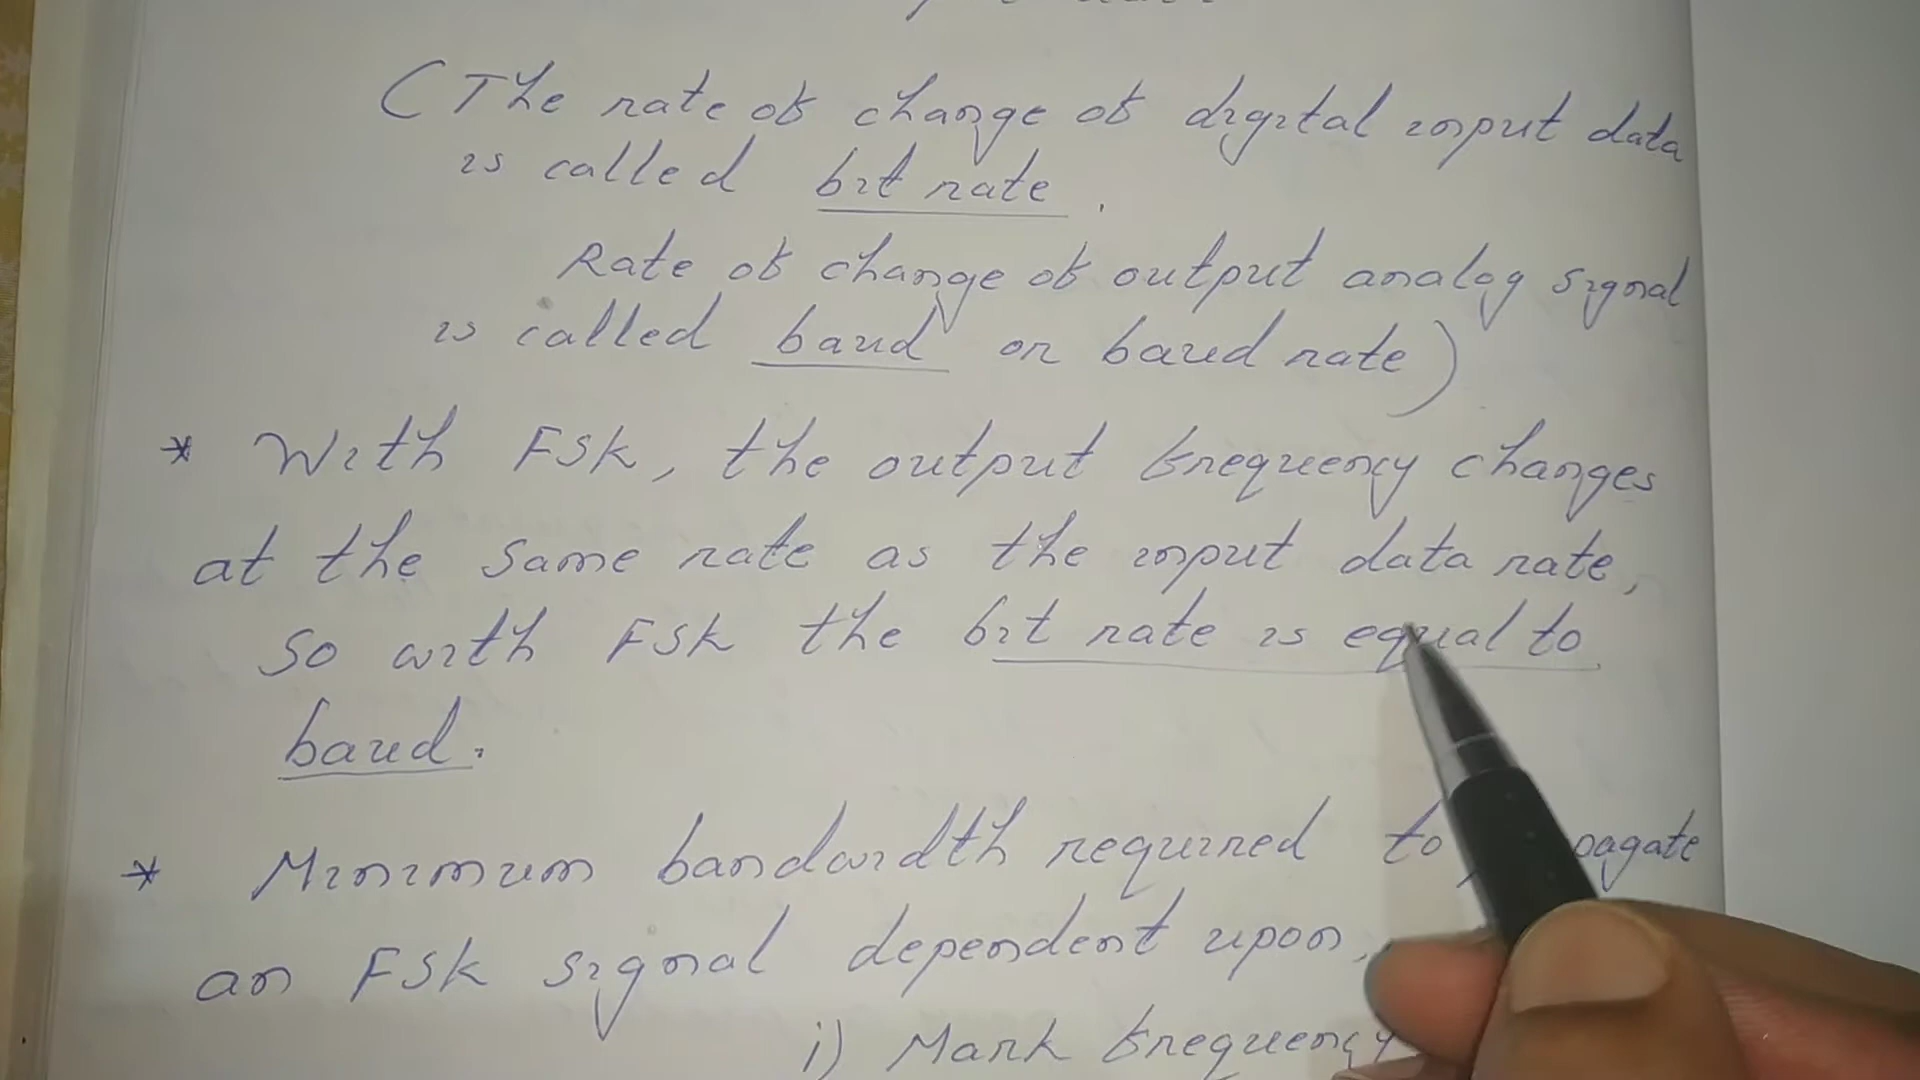 (The rate of change of digital input data
is called bit rate.
Rate of change of output analog signal
is called baud or baud rate)
* With FSK, the output frequency changes
at the same rate as the input data rate,
so with FSK the bit rate is equal to
baud.
* Minimum bandwidth required to
an FSK signal dependent upon,
i) Mark frequency